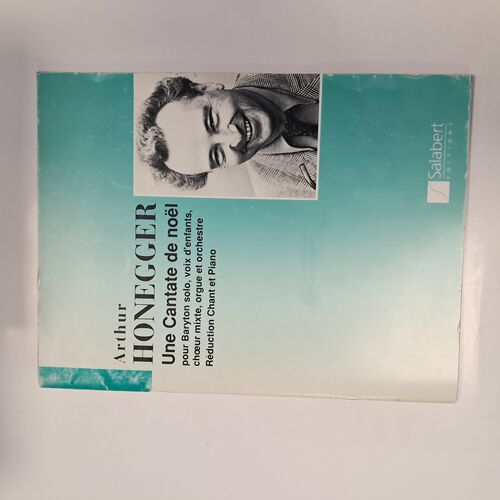 Arthur
HONEGGER
Une Cantate de noël
pour Baryton solo, voix d'enfants,
chœur mixte, orgue et orchestre
Réduction Chant et Piano
Salabert
EDITIONS